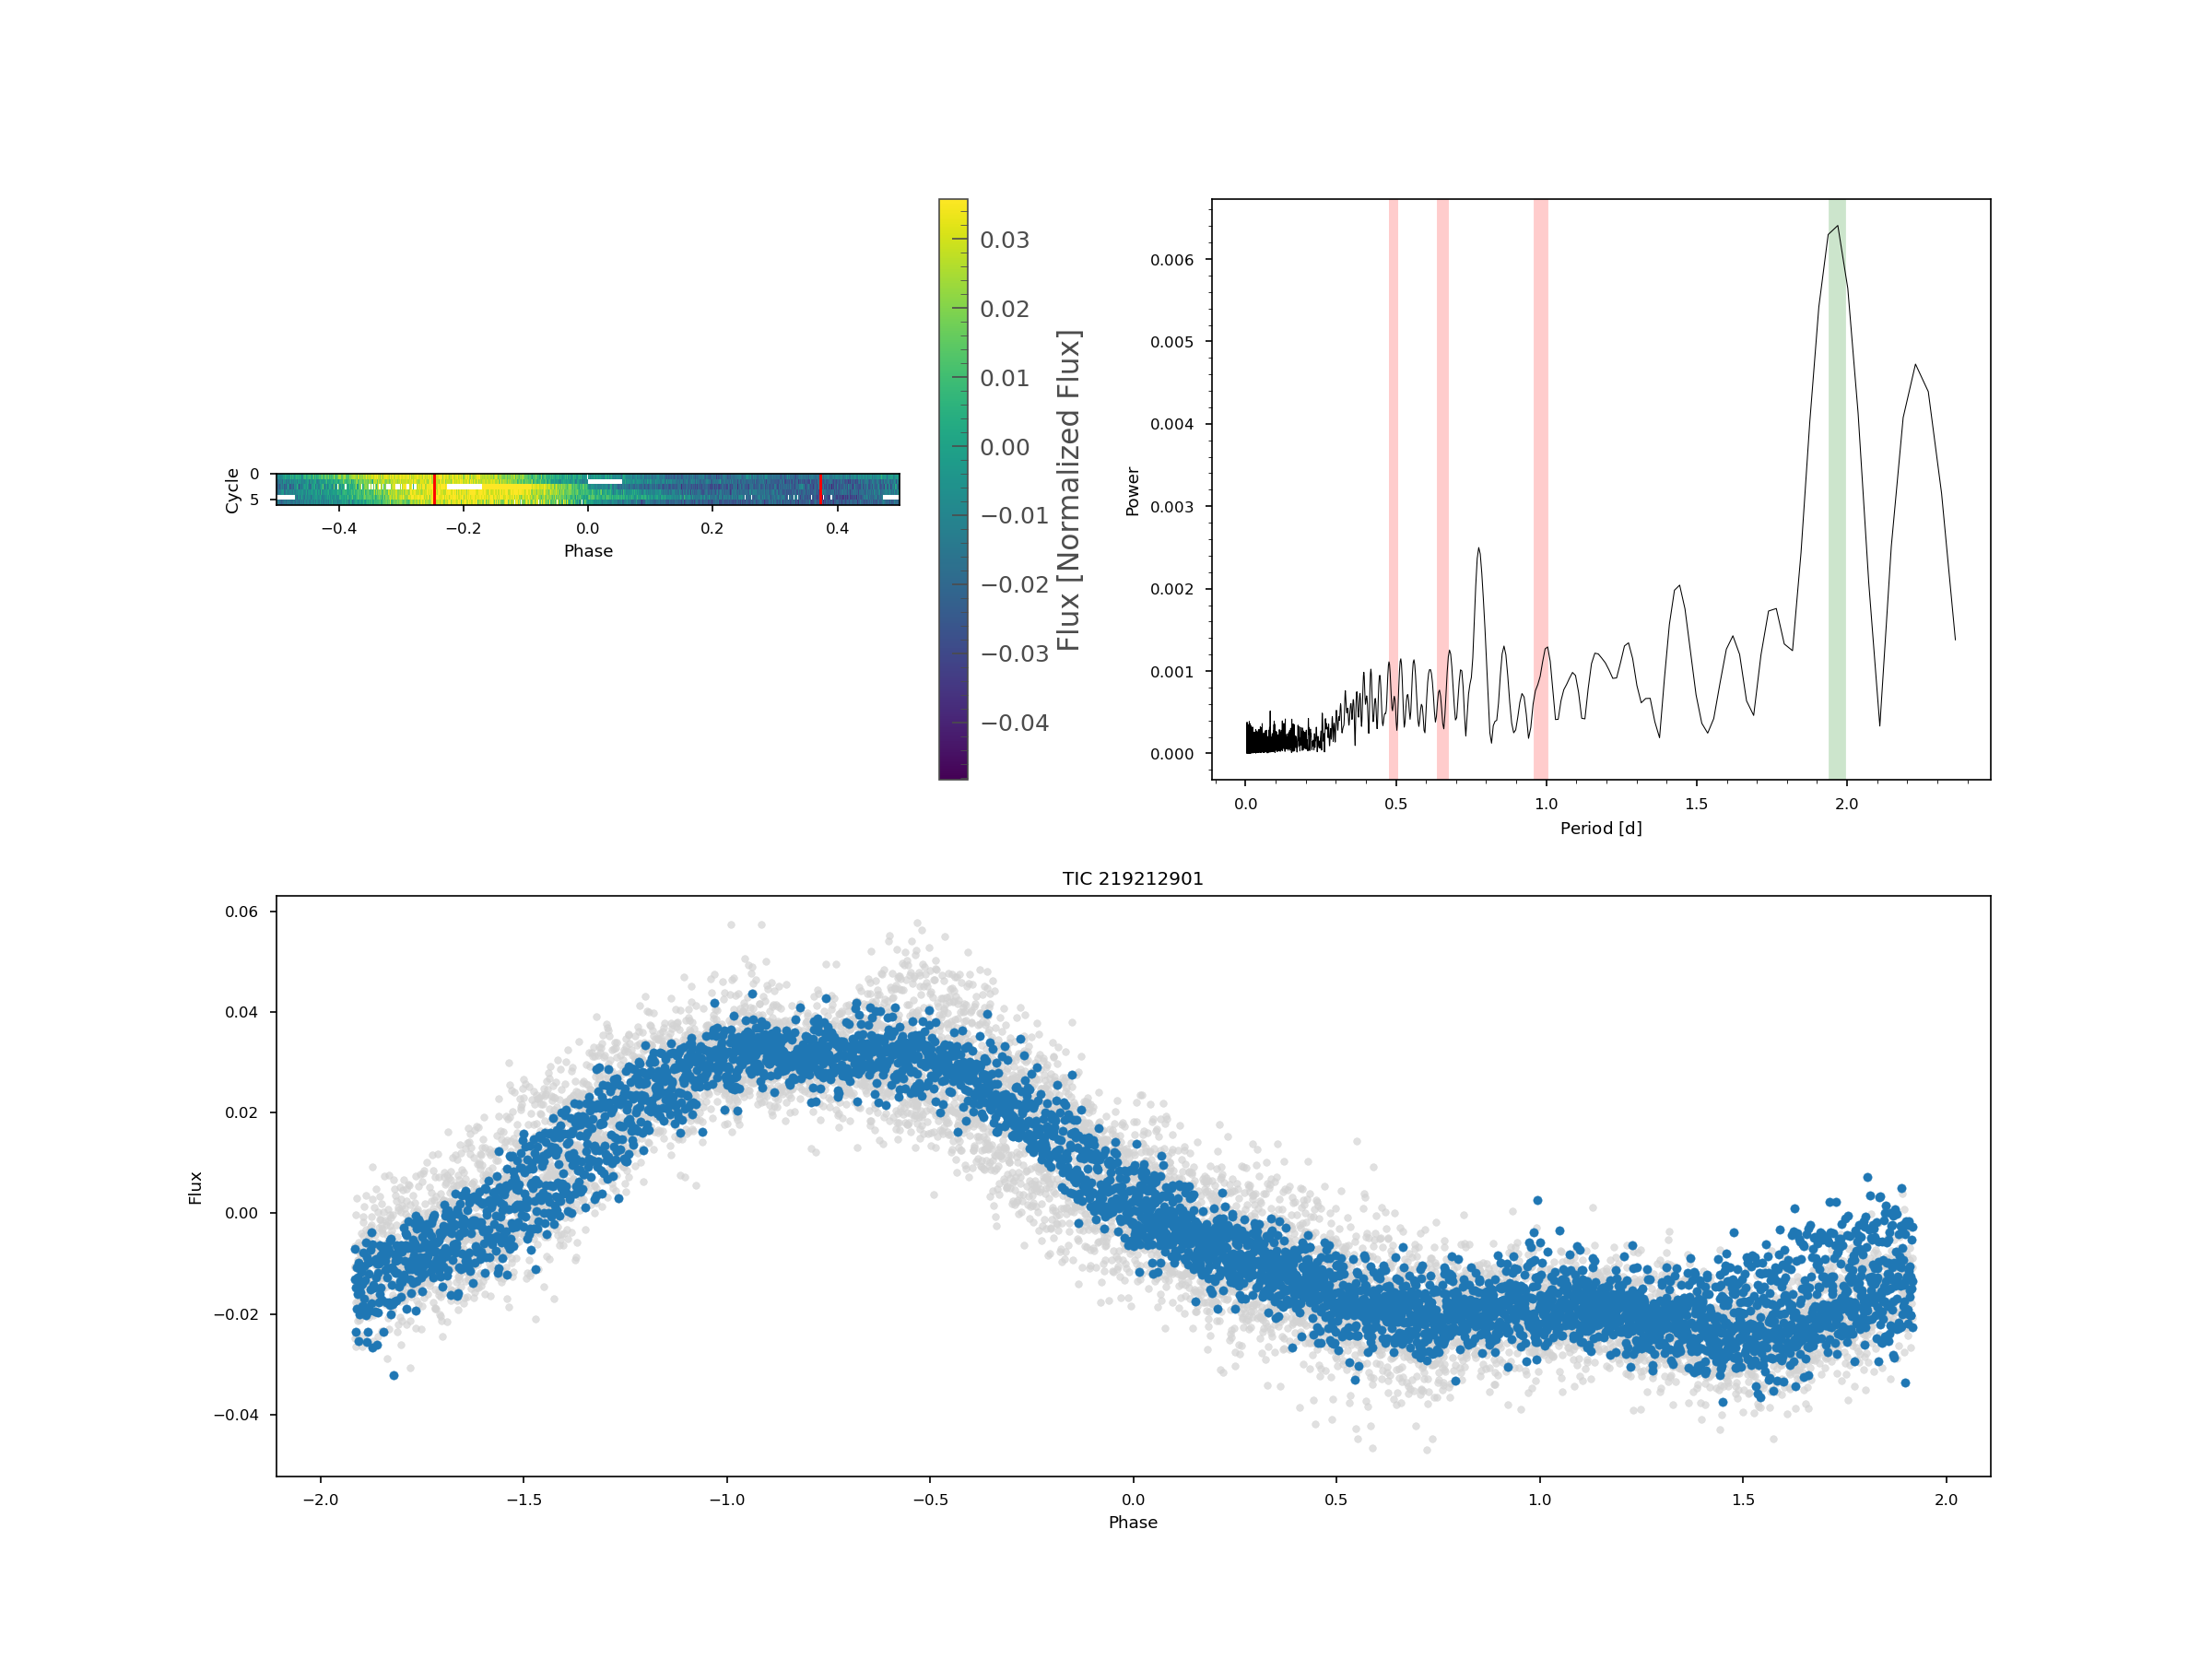 0
5
Cycle
−0.4 −0.2 0.0 0.2 0.4
Phase
0.03
0.02
0.01
0.00
−0.01
−0.02
−0.03
−0.04
Flux [Normalized Flux]
0.006
0.005
0.004
0.003
0.002
0.001
0.000
Power
0.0 0.5 1.0 1.5 2.0
Period [d]
TIC 219212901
0.06
0.04
0.02
0.00
−0.02
−0.04
Flux
−2.0 −1.5 −1.0 −0.5 0.0 0.5 1.0 1.5 2.0
Phase